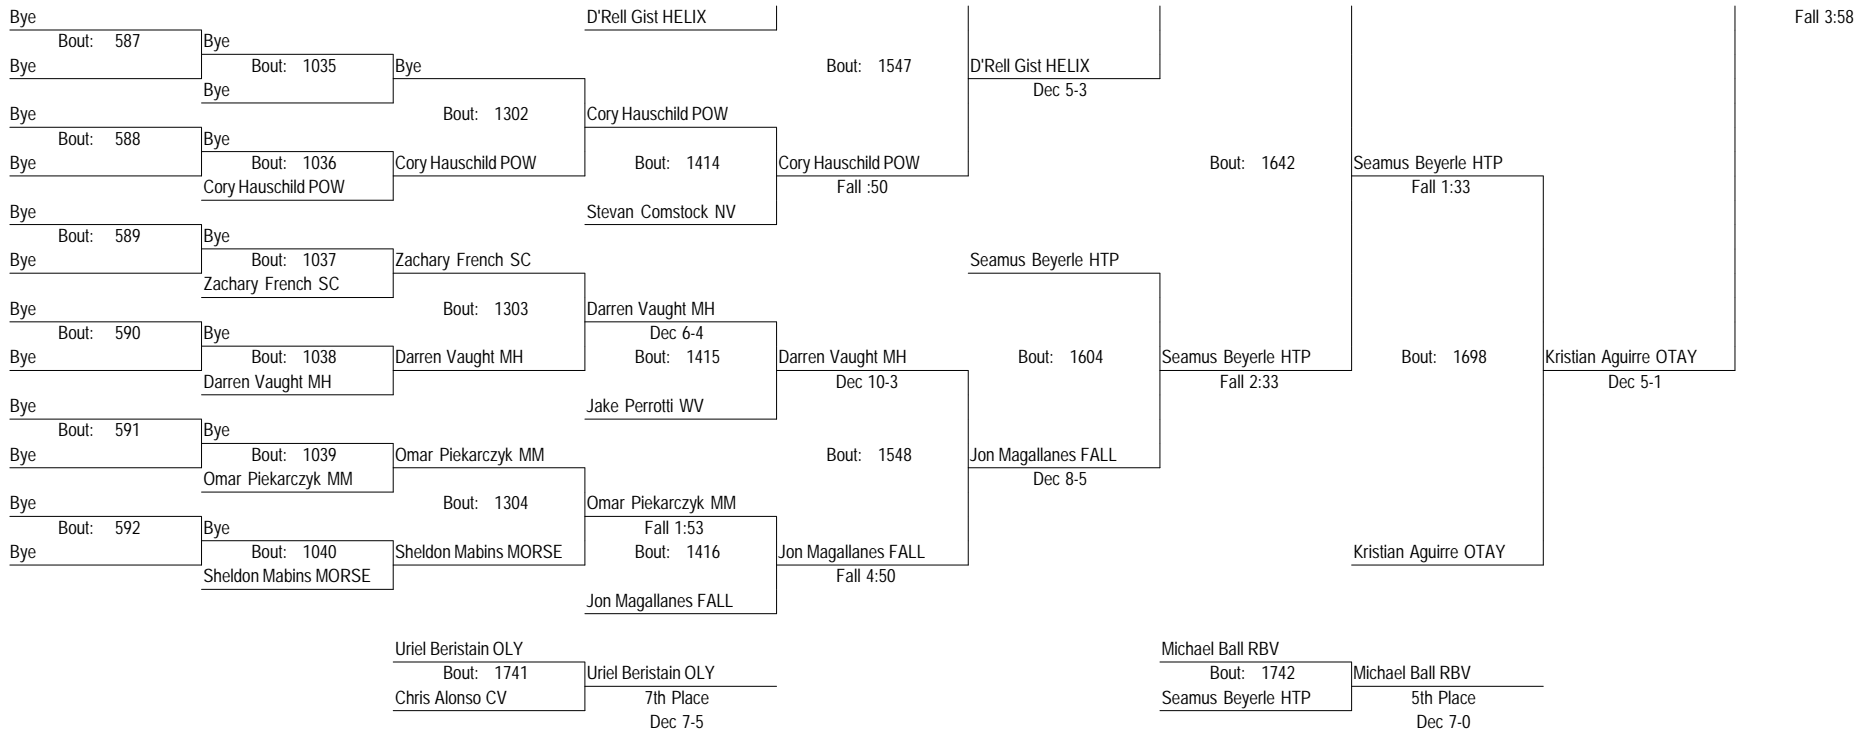 Bye
D'Rell Gist HELIX
Fall 3:58
Bout: 587
Bye
Bye
Bout: 1035
Bye
Bout: 1547
D'Rell Gist HELIX
Bye
Dec 5-3
Bye
Bout: 1302
Cory Hauschild POW
Bout: 588
Bye
Bye
Bout: 1036
Cory Hauschild POW
Bout: 1414
Cory Hauschild POW
Bout: 1642
Seamus Beyerle HTP
Cory Hauschild POW
Fall :50
Fall 1:33
Bye
Stevan Comstock NV
Bout: 589
Bye
Bye
Bout: 1037
Zachary French SC
Seamus Beyerle HTP
Zachary French SC
Bye
Bout: 1303
Darren Vaught MH
Bout: 590
Bye
Dec 6-4
Bye
Bout: 1038
Darren Vaught MH
Bout: 1415
Darren Vaught MH
Bout: 1604
Seamus Beyerle HTP
Bout: 1698
Kristian Aguirre OTAY
Darren Vaught MH
Dec 10-3
Fall 2:33
Dec 5-1
Bye
Jake Perrotti WV
Bout: 591
Bye
Bye
Bout: 1039
Omar Piekarczyk MM
Bout: 1548
Jon Magallanes FALL
Omar Piekarczyk MM
Dec 8-5
Bye
Bout: 1304
Omar Piekarczyk MM
Bout: 592
Bye
Fall 1:53
Bye
Bout: 1040
Sheldon Mabins MORSE
Bout: 1416
Jon Magallanes FALL
Kristian Aguirre OTAY
Sheldon Mabins MORSE
Fall 4:50
Jon Magallanes FALL
Uriel Beristain OLY
Michael Ball RBV
Bout: 1741
Uriel Beristain OLY
Bout: 1742
Michael Ball RBV
Chris Alonso CV
7th Place
Seamus Beyerle HTP
5th Place
Dec 7-5
Dec 7-0